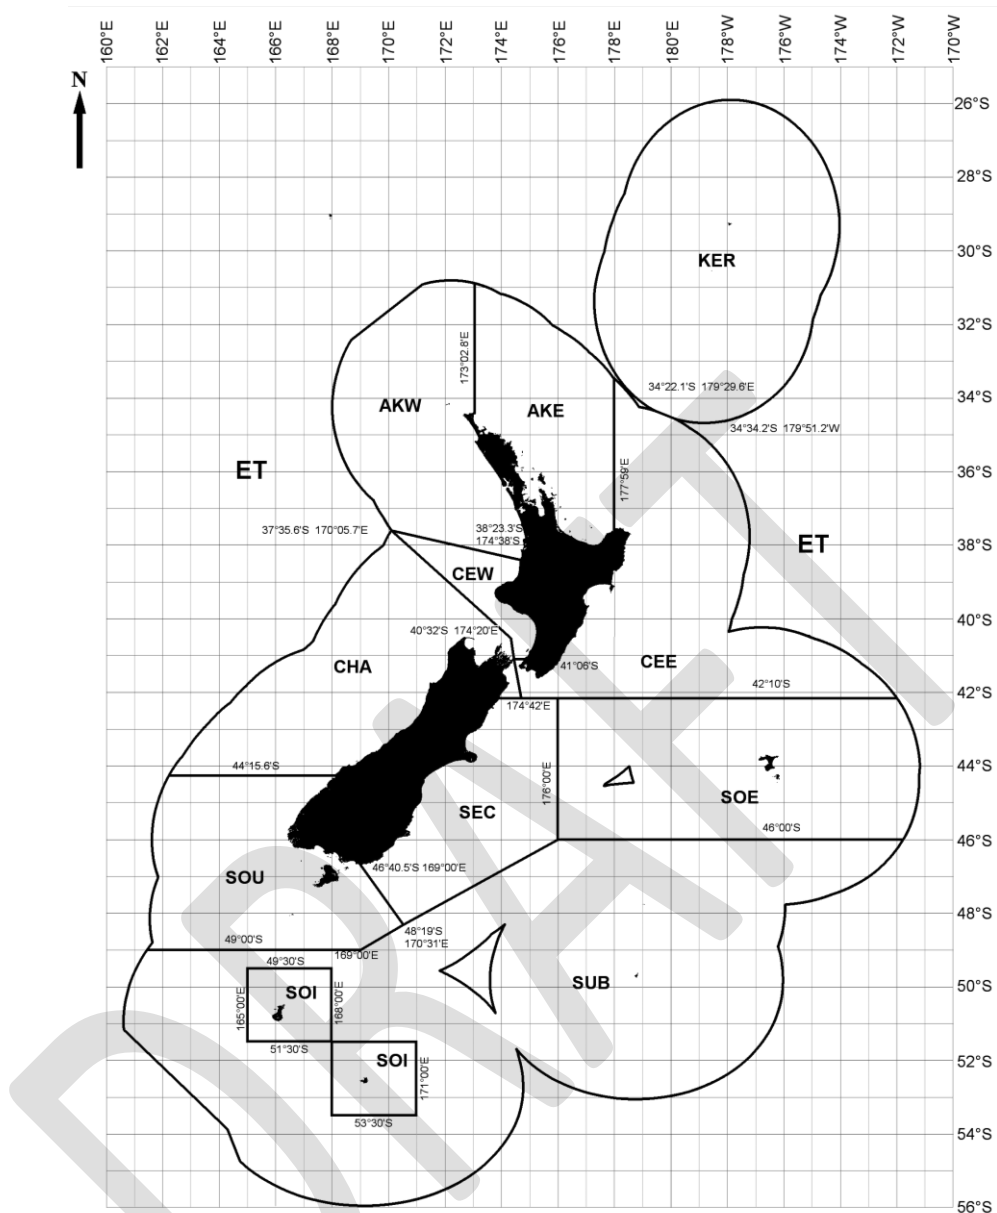 160°E
162°E
164°E
166°E
168°E
170°E
172°E
174°E
176°E
178°E
180°E
178°W
176°W
174°W
172°W
170°W
N
26°S
28°S
30°S
KER
32°S
173°02.8'E
34°22.1'S 179°29.6'E
34°S
AKW
AKE
34°34.2'S 179°51.2'W
ET
177°59'E
36°S
37°35.6'S 170°05.7'E
38°23.3'S
174°38'S
ET
38°S
CEW
40°S
40°32'S 174°20'E
CHA
41°06'S
CEE
42°10'S
42°S
174°42'E
44°15.6'S
176°00'E
44°S
SOE
SEC
46°00'S
46°S
46°40.5'S 169°00'E
SOU
48°S
48°19'S
170°31'E
49°00'S
169°00'E
49°30'S
SUB
SOI
165°00'E
168°00'E
50°S
51°30'S
SOI
171°00'E
52°S
53°30'S
54°S
56°S
DRAFT